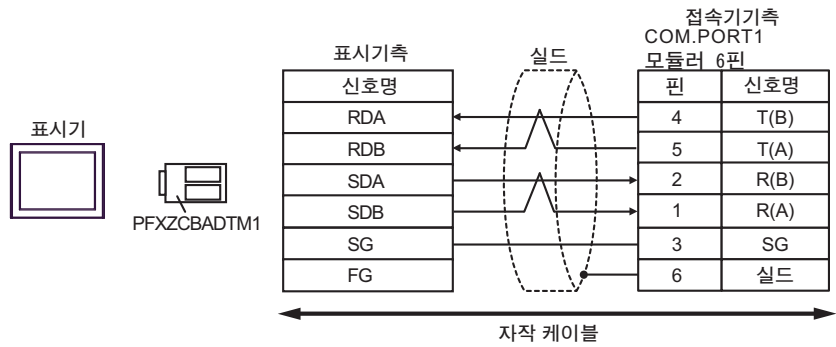 접속기기측
COM.PORT1
모듈러 6핀
표시기측
실드
신호명
핀
신호명
RDA
4
T(B)
RDB
5
T(A)
SDA
2
R(B)
SDB
1
R(A)
SG
3
SG
FG
6
실드
표시기
PFXZCBADTM1
자작 케이블